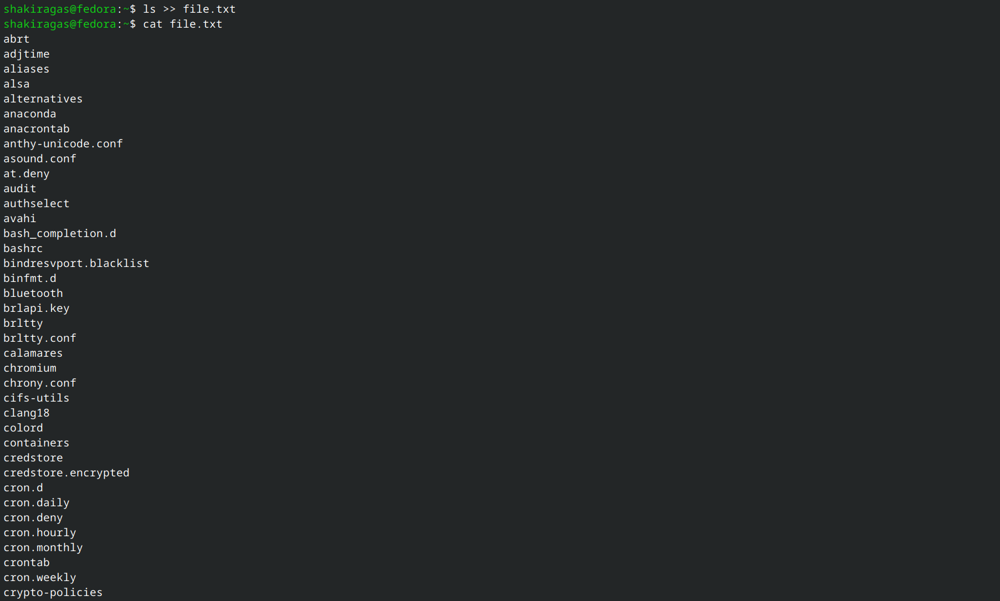 shakiragas@fedora:~$ ls >> file.txt
shakiragas@fedora:~$ cat file.txt
abrt
adjtime
aliases
alsa
alternatives
anaconda
anacrontab
anthy-unicode.conf
asound.conf
at.deny
audit
authselect
avahi
bash_completion.d
bashrc
bindresvport.blacklist
binfmt.d
bluetooth
brlapi.key
brltty
brltty.conf
calamares
chromium
chrony.conf
cifs-utils
clang18
colord
containers
credstore
credstore.encrypted
cron.d
cron.daily
cron.deny
cron.hourly
cron.monthly
crontab
cron.weekly
crypto-policies